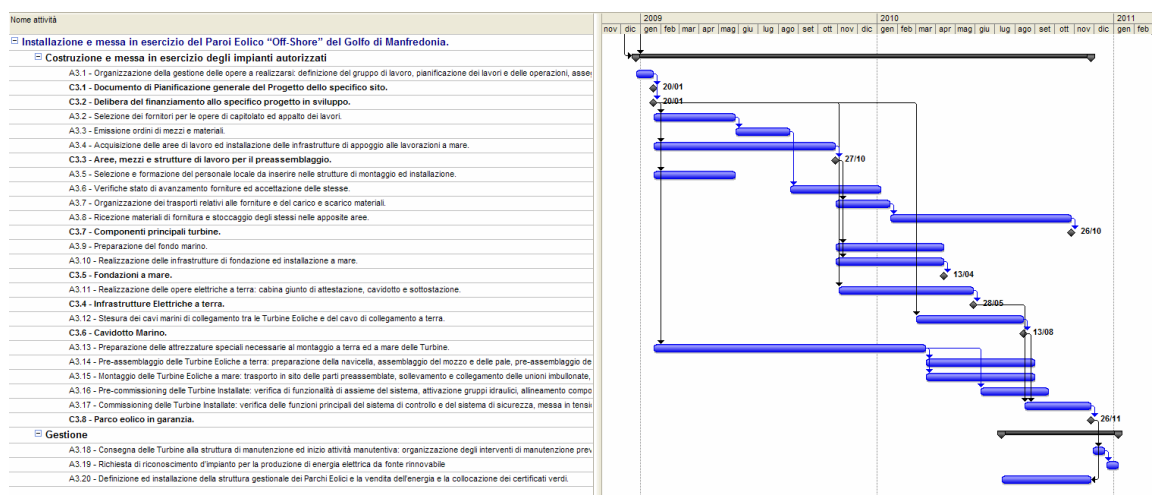 Nome attività
2009
2010
2011
nov dic gen feb mar apr mag giu lug ago set ott nov dic gen feb mar apr mag giu lug ago set ott nov dic gen feb
Installazione e messa in esercizio del Paroi Eolico “Off-Shore” del Golfo di Manfredonia.
Costruzione e messa in esercizio degli impianti autorizzati
A3.1 - Organizzazione della gestione delle opere a realizzarsi: definizione del gruppo di lavoro, pianificazione dei lavori e delle operazioni, asse
C3.1 - Documento di Pianificazione generale del Progetto dello specifico sito.
20/01
C3.2 - Delibera del finanziamento allo specifico progetto in sviluppo.
20/01
A3.2 - Selezione dei fornitori per le opere di capitolato ed appalto dei lavori.
A3.3 - Emissione ordini di mezzi e materiali.
A3.4 - Acquisizione delle aree di lavoro ed installazione delle infrastrutture di appoggio alle lavorazioni a mare.
C3.3 - Aree, mezzi e strutture di lavoro per il preassemblaggio.
27/10
A3.5 - Selezione e formazione del personale locale da inserire nelle strutture di montaggio ed installazione.
A3.6 - Verifiche stato di avanzamento forniture ed accettazione delle stesse.
A3.7 - Organizzazione dei trasporti relativi alle forniture e del carico e scarico materiali.
A3.8 - Ricezione materiali di fornitura e stoccaggio degli stessi nelle apposite aree.
C3.7 - Componenti principali turbine.
26/10
A3.9 - Preparazione del fondo marino.
A3.10 - Realizzazione delle infrastrutture di fondazione ed installazione a mare.
C3.5 - Fondazioni a mare.
13/04
A3.11 - Realizzazione delle opere elettriche a terra: cabina giunto di attestazione, cavidotto e sottostazione.
C3.4 - Infrastrutture Elettriche a terra.
28/05
A3.12 - Stesura dei cavi marini di collegamento tra le Turbine Eoliche e del cavo di collegamento a terra.
C3.6 - Cavidotto Marino.
13/08
A3.13 - Preparazione delle attrezzature speciali necessarie al montaggio a terra ed a mare delle Turbine.
A3.14 - Pre-assemblaggio delle Turbine Eoliche a terra: preparazione della navicella, assemblaggio del mozzo e delle pale, pre-assemblaggio de
A3.15 - Montaggio delle Turbine Eoliche a mare: trasporto in sito delle parti preassemblate, sollevamento e collegamento delle unioni imbullonate,
A3.16 - Pre-commissioning delle Turbine Installate: verifica di funzionalità di assieme del sistema, attivazione gruppi idraulici, allineamento compo
A3.17 - Commissioning delle Turbine Installate: verifica delle funzioni principali del sistema di controllo e del sistema di sicurezza, messa in tensi
C3.8 - Parco eolico in garanzia.
26/11
Gestione
A3.18 - Consegna delle Turbine alla struttura di manutenzione ed inizio attività manutentiva: organizzazione degli interventi di manutenzione prev
A3.19 - Richiesta di riconoscimento d'impianto per la produzione di energia elettrica da fonte rinnovabile
A3.20 - Definizione ed installazione della struttura gestionale dei Parchi Eolici e la vendita dell'energia e la collocazione dei certificati verdi.